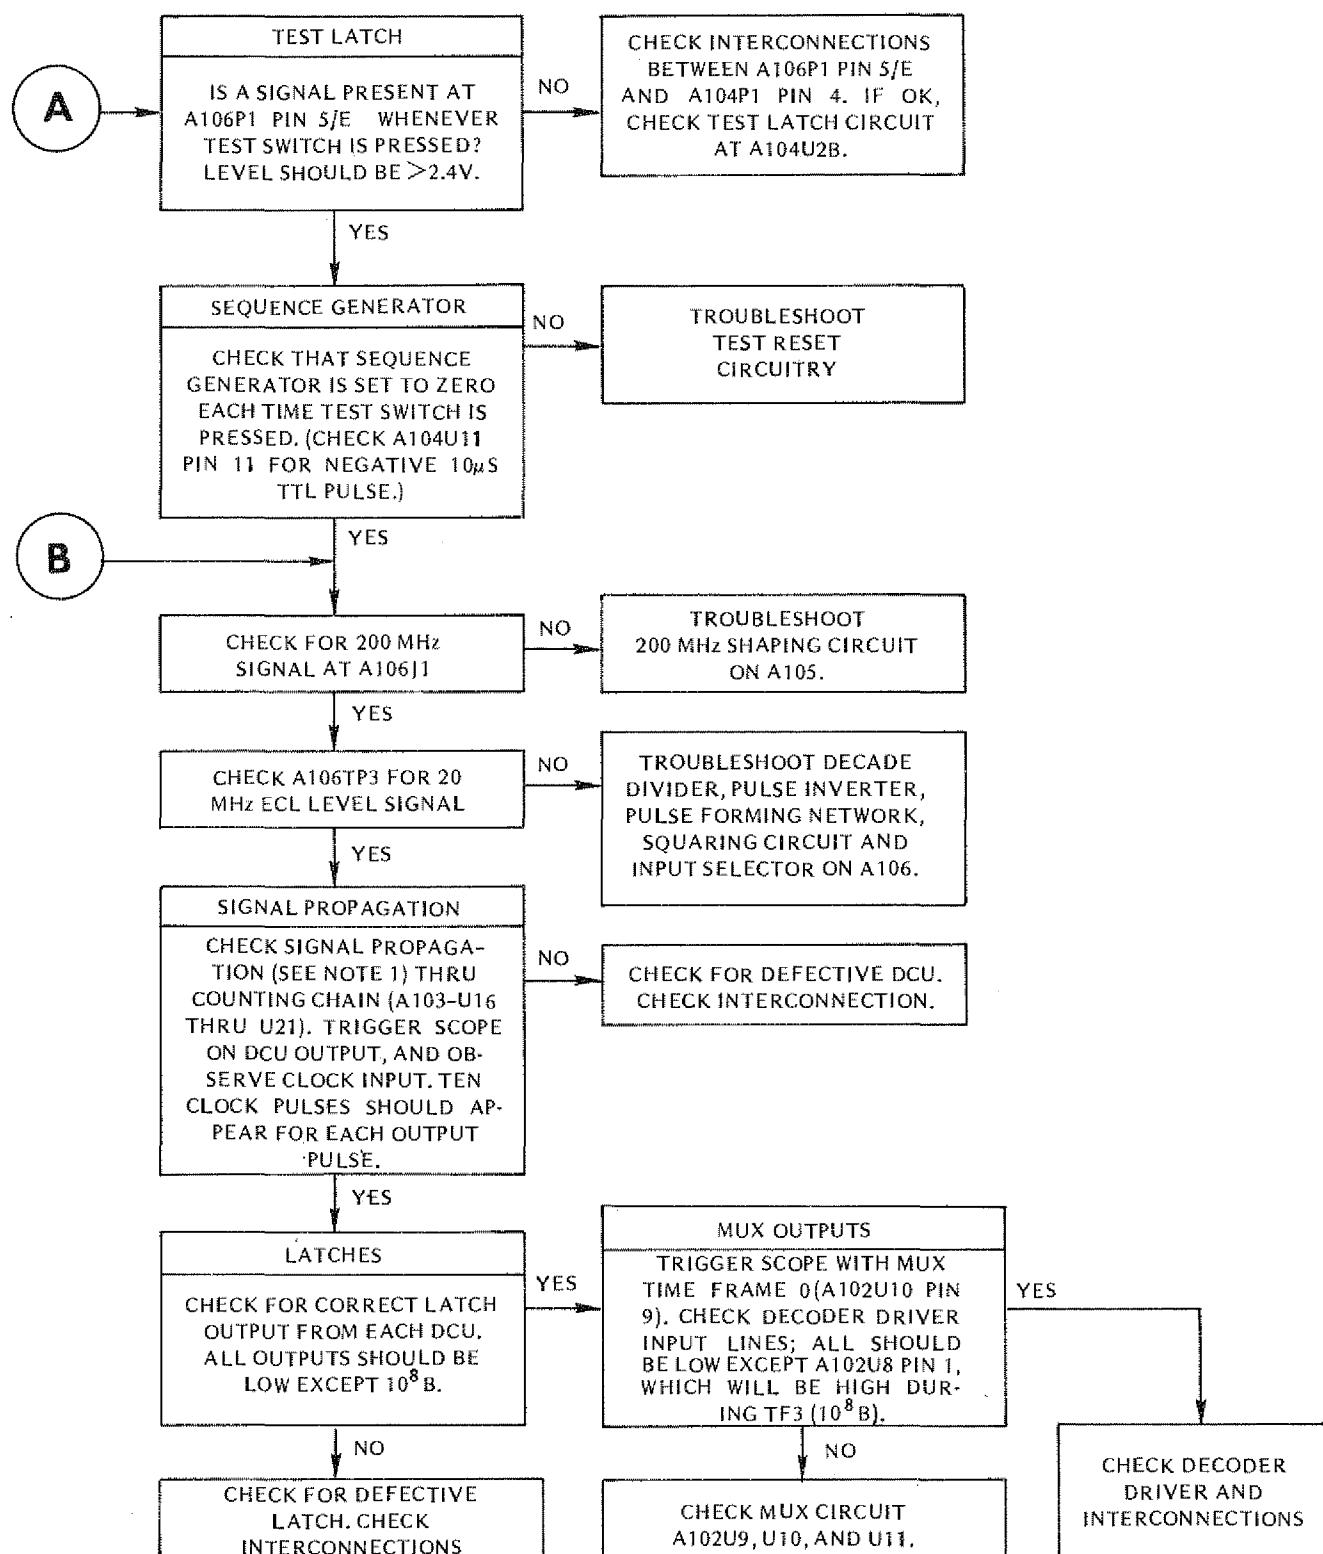 TEST LATCH
A
IS A SIGNAL PRESENT AT
A106P1 PIN 5/E WHENEVER
TEST SWITCH IS PRESSED?
LEVEL SHOULD BE >2.4V.
NO
CHECK INTERCONNECTIONS
BETWEEN A106P1 PIN 5/E
AND A104P1 PIN 4. IF OK,
CHECK TEST LATCH CIRCUIT
AT A104U2B.
YES
SEQUENCE GENERATOR
CHECK THAT SEQUENCE
GENERATOR IS SET TO ZERO
EACH TIME TEST SWITCH IS
PRESSED. (CHECK A104U11
PIN 11 FOR NEGATIVE 10µS
TTL PULSE.)
NO
TROUBLESHOOT
TEST RESET
CIRCUITRY
YES
B
CHECK FOR 200 MHz
SIGNAL AT A106J1
NO
TROUBLESHOOT
200 MHz SHAPING CIRCUIT
ON A105.
YES
CHECK A106TP3 FOR 20
MHz ECL LEVEL SIGNAL
NO
TROUBLESHOOT DECADE
DIVIDER, PULSE INVERTER,
PULSE FORMING NETWORK,
SQUARING CIRCUIT AND
INPUT SELECTOR ON A106.
YES
SIGNAL PROPAGATION
CHECK SIGNAL PROPAGA-
TION (SEE NOTE 1) THRU
COUNTING CHAIN (A103-U16
THRU U21). TRIGGER SCOPE
ON DCU OUTPUT, AND OB-
SERVE CLOCK INPUT. TEN
CLOCK PULSES SHOULD AP-
PEAR FOR EACH OUTPUT
PULSE.
NO
CHECK FOR DEFECTIVE DCU.
CHECK INTERCONNECTION.
YES
LATCHES
CHECK FOR CORRECT LATCH
OUTPUT FROM EACH DCU.
ALL OUTPUTS SHOULD BE
LOW EXCEPT 10⁸ B.
YES
MUX OUTPUTS
TRIGGER SCOPE WITH MUX
TIME FRAME 0(A102U10 PIN
9). CHECK DECODER DRIVER
INPUT LINES; ALL SHOULD
BE LOW EXCEPT A102U8 PIN 1,
WHICH WILL BE HIGH DUR-
ING TF3 (10⁸ B).
YES
NO
CHECK FOR DEFECTIVE
LATCH. CHECK
INTERCONNECTIONS
NO
CHECK MUX CIRCUIT
A102U9, U10, AND U11.
CHECK DECODER
DRIVER AND
INTERCONNECTIONS